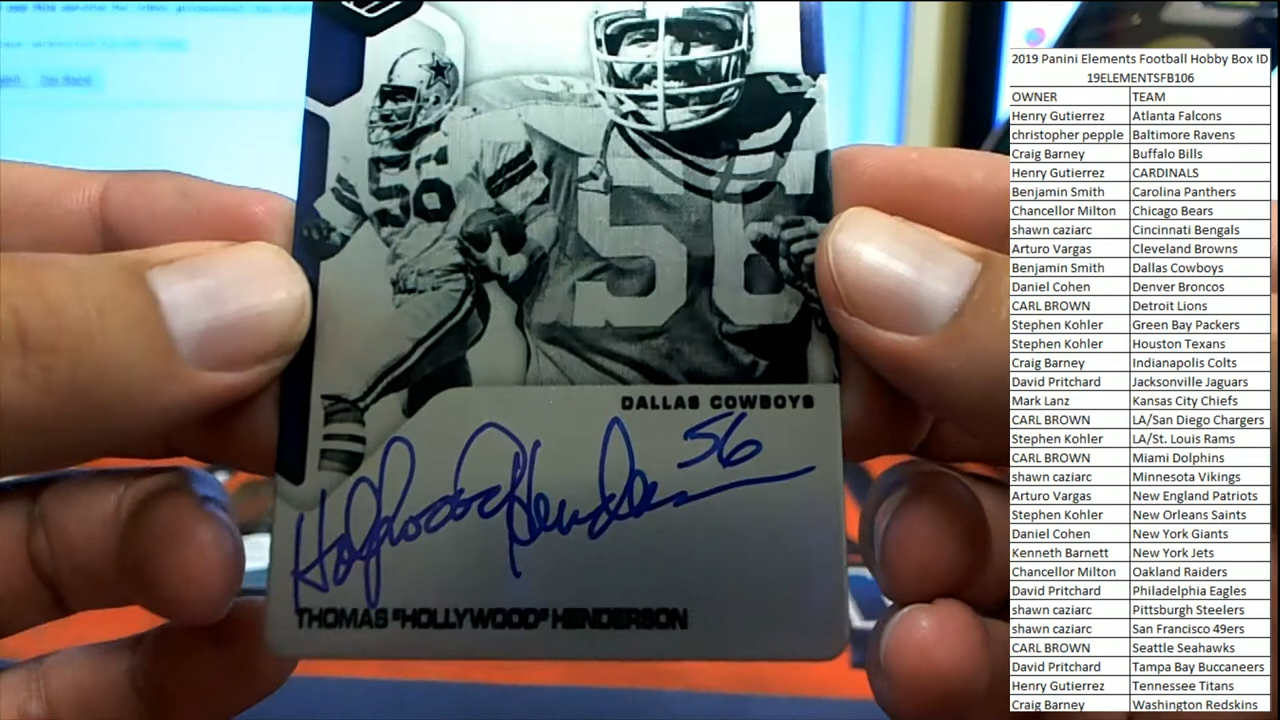 56
56
DALLAS COWBOYS
Hollywood Henderson 56
THOMAS "HOLLYWOOD" HENDERSON
2019 Panini Elements Football Hobby Box ID
19ELEMENTSFB106
OWNER TEAM
Henry Gutierrez Atlanta Falcons
christopher pepple Baltimore Ravens
Craig Barney Buffalo Bills
Henry Gutierrez CARDINALS
Benjamin Smith Carolina Panthers
Chancellor Milton Chicago Bears
shawn caziarc Cincinnati Bengals
Arturo Vargas Cleveland Browns
Benjamin Smith Dallas Cowboys
Daniel Cohen Denver Broncos
CARL BROWN Detroit Lions
Stephen Kohler Green Bay Packers
Stephen Kohler Houston Texans
Craig Barney Indianapolis Colts
David Pritchard Jacksonville Jaguars
Mark Lanz Kansas City Chiefs
CARL BROWN LA/San Diego Chargers
Stephen Kohler LA/St. Louis Rams
CARL BROWN Miami Dolphins
shawn caziarc Minnesota Vikings
Arturo Vargas New England Patriots
Stephen Kohler New Orleans Saints
Daniel Cohen New York Giants
Kenneth Barnett New York Jets
Chancellor Milton Oakland Raiders
David Pritchard Philadelphia Eagles
shawn caziarc Pittsburgh Steelers
shawn caziarc San Francisco 49ers
CARL BROWN Seattle Seahawks
David Pritchard Tampa Bay Buccaneers
Henry Gutierrez Tennessee Titans
Craig Barney Washington Redskins